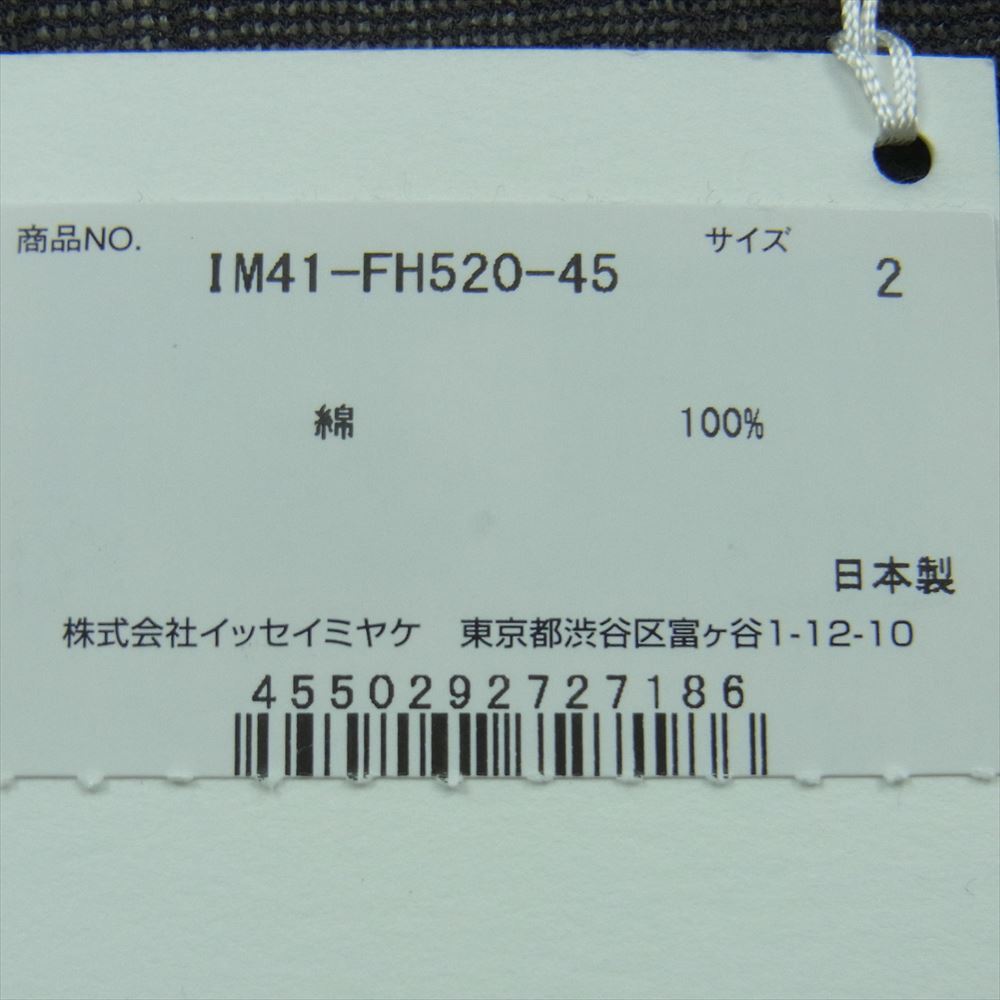 商品NO. IM41-FH520-45 サイズ 2
綿 100%
日本製
株式会社イッセイミヤケ 東京都渋谷区富ヶ谷1-12-10
4550292727186